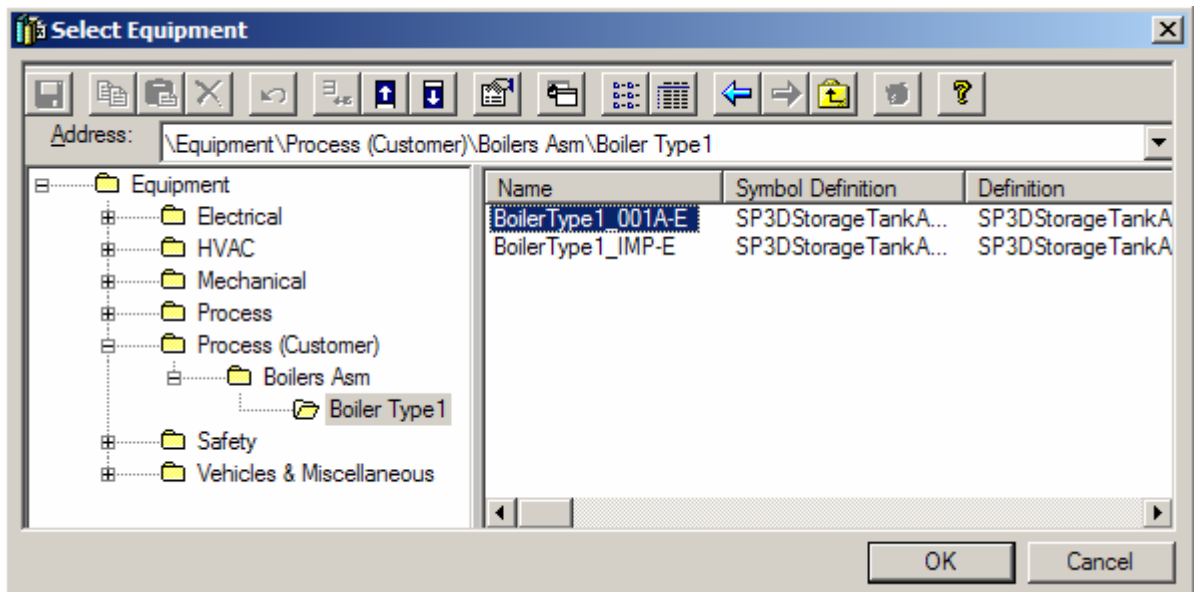 Select Equipment
Address: \Equipment\Process (Customer)\Boilers Asm\Boiler Type1
Equipment
Electrical
HVAC
Mechanical
Process
Process (Customer)
Boilers Asm
Boiler Type1
Safety
Vehicles & Miscellaneous
Name Symbol Definition Definition
BoilerType1_001A-E SP3DStorageTankA... SP3DStorageTankA
BoilerType1_IMP-E SP3DStorageTankA... SP3DStorageTankA
OK Cancel